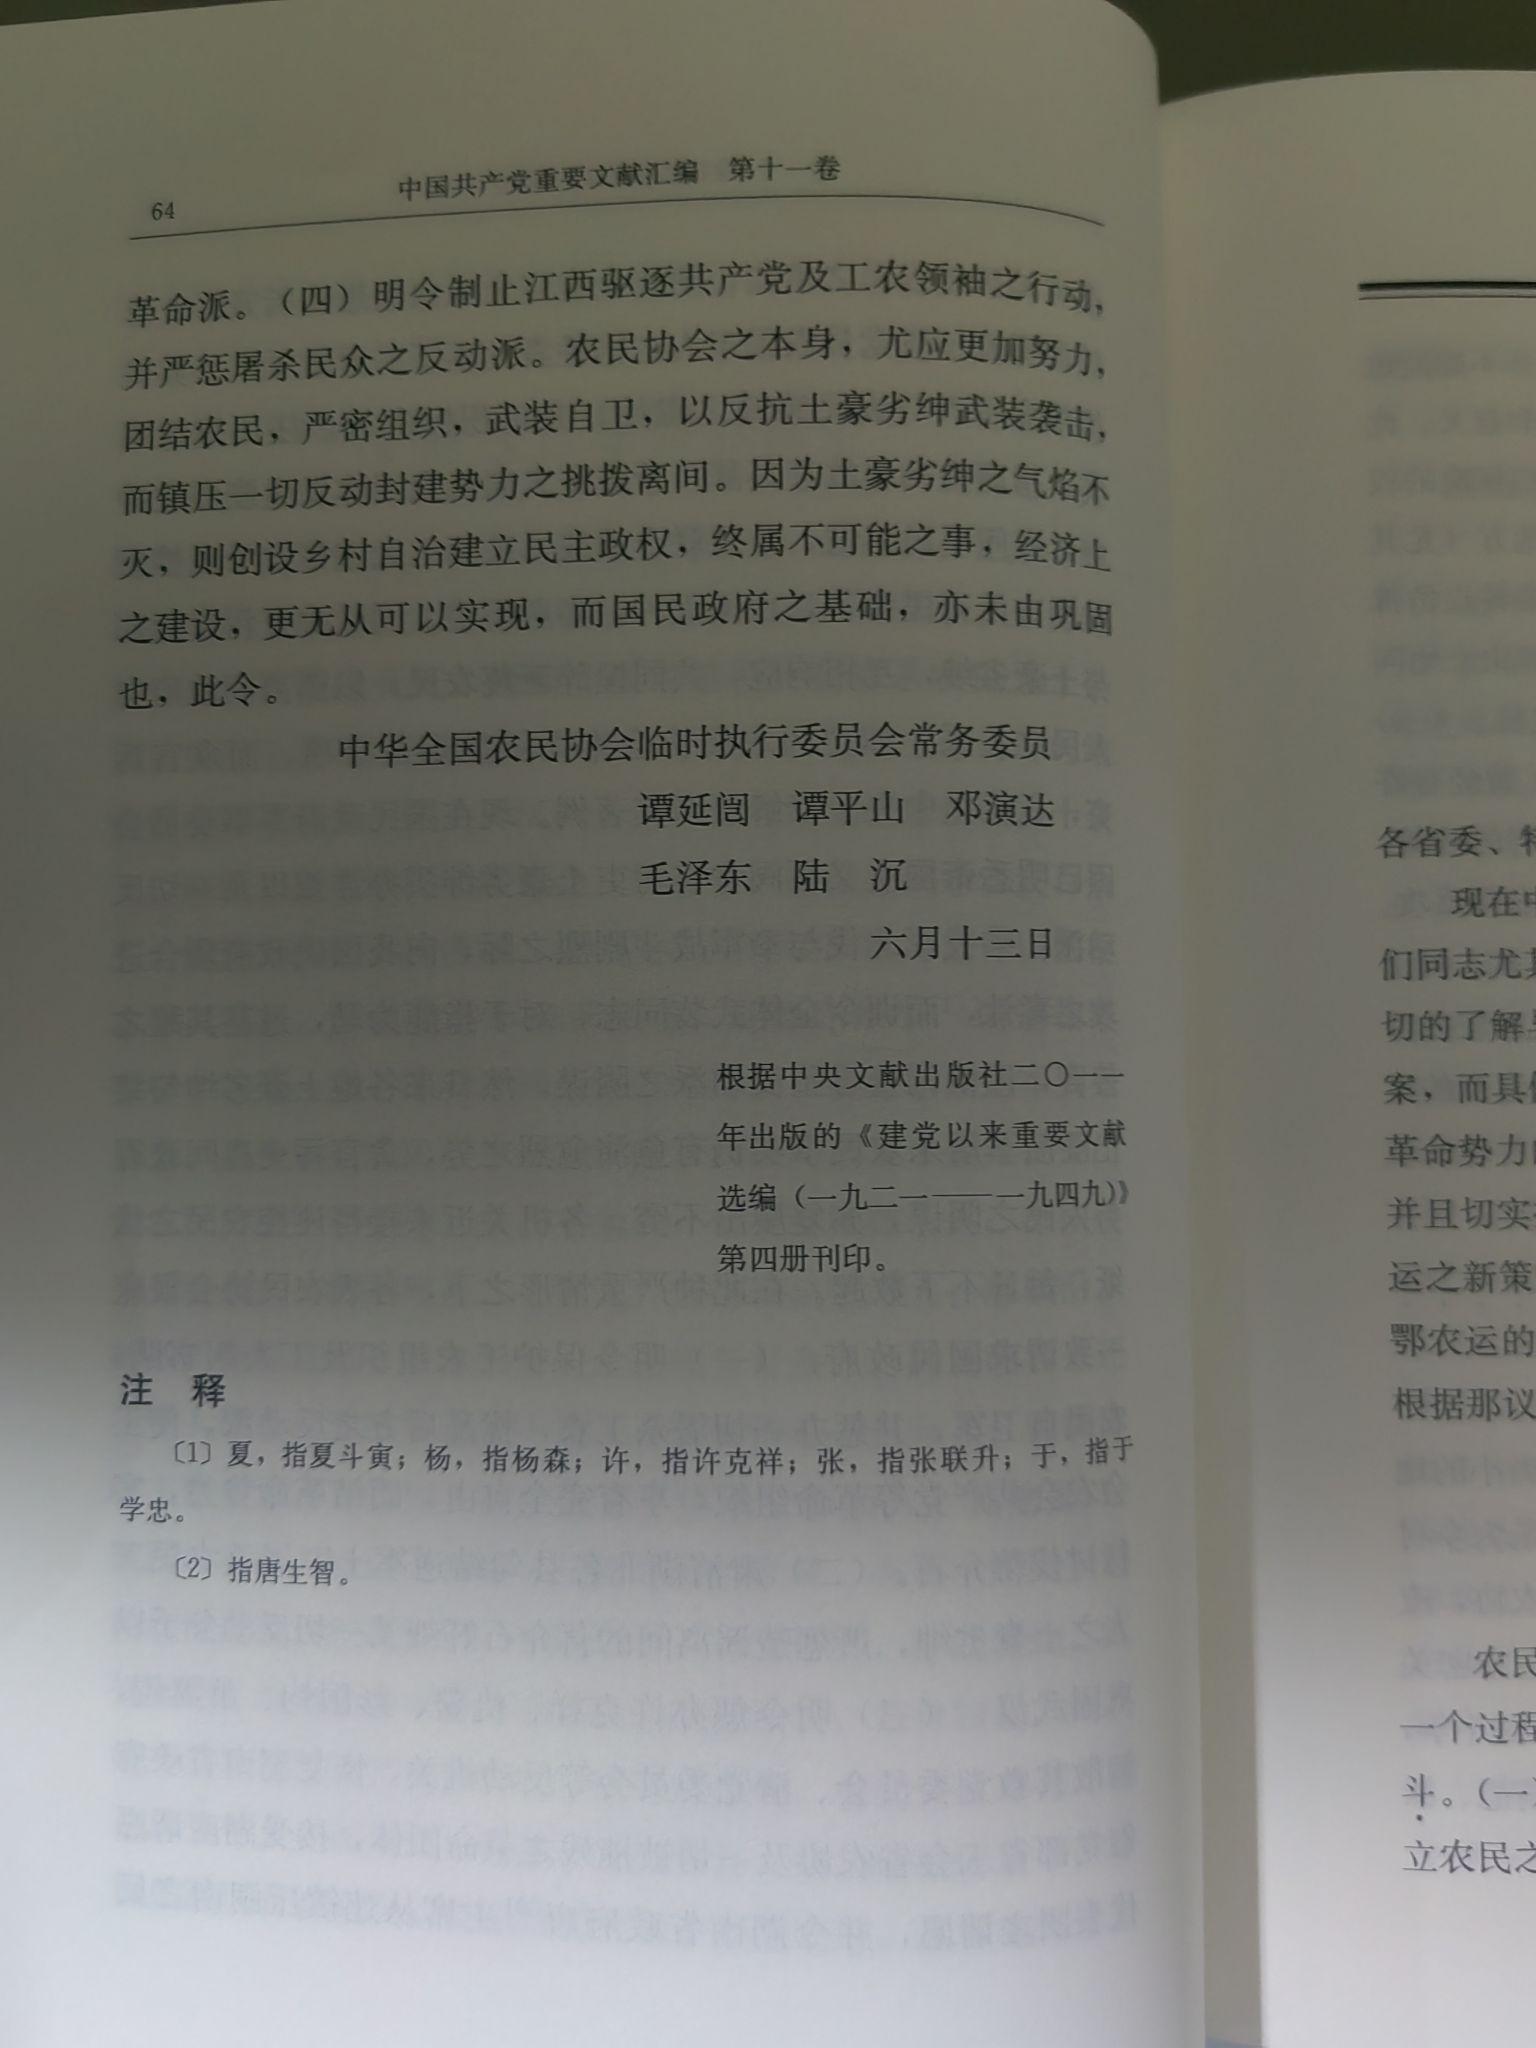 64
中国共产党重要文献汇编　第十一卷
革命派。（四）明令制止江西驱逐共产党及工农领袖之行动，
并严惩屠杀民众之反动派。农民协会之本身，尤应更加努力，
团结农民，严密组织，武装自卫，以反抗土豪劣绅武装袭击，
而镇压一切反动封建势力之挑拨离间。因为土豪劣绅之气焰不
灭，则创设乡村自治建立民主政权，终属不可能之事，经济上
之建设，更无从可以实现，而国民政府之基础，亦未由巩固
也，此令。
中华全国农民协会临时执行委员会常务委员
谭延闿　谭平山　邓演达
毛泽东　陆　沉
六月十三日
根据中央文献出版社二〇一一
年出版的《建党以来重要文献
选编（一九二一——一九四九）》
第四册刊印。
注　释
〔1〕夏，指夏斗寅；杨，指杨森；许，指许克祥；张，指张联升；于，指于
学忠。
〔2〕指唐生智。
各省委、特
现在中
们同志尤其
切的了解
案，而具体
革命势力
并且切实
运之新策
鄂农运的
根据那议
农民
一个过程
斗。（一）
立农民之